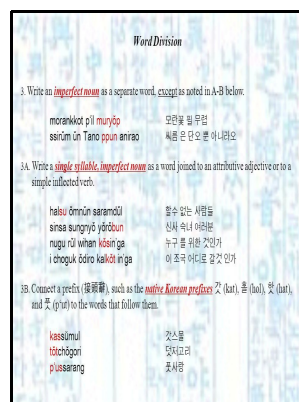 Word Division
3. Write an imperfect noun as a separate word, except as noted in A-B below.
morankkot p'il muryŏp 모란꽃 필 무렵
ssirŭm ŭn Tano ppun anirao 씨름 은 단오 뿐 아니라오
3A. Write a single syllable, imperfect noun as a word joined to an attributive adjective or to a
simple inflected verb.
halsu ŏmnŭn saramdŭl 할수 없는 사람들
sinsa sungnyŏ yŏrŏbun 신사 숙녀 여러분
nugu rŭl wihan kŏsin'ga 누구 를 위한 것인가
i choguk ŏdiro kalkŏt in'ga 이 조국 어디로 갈것 인가
3B. Connect a prefix (接頭辭), such as the native Korean prefixes 갓 (kat), 홀 (hol), 핫 (hat),
and 풋 (p'ut) to the words that follow them.
kassŭmul 갓스물
tŏtchŏgori 덧저고리
p'ussarang 풋사랑